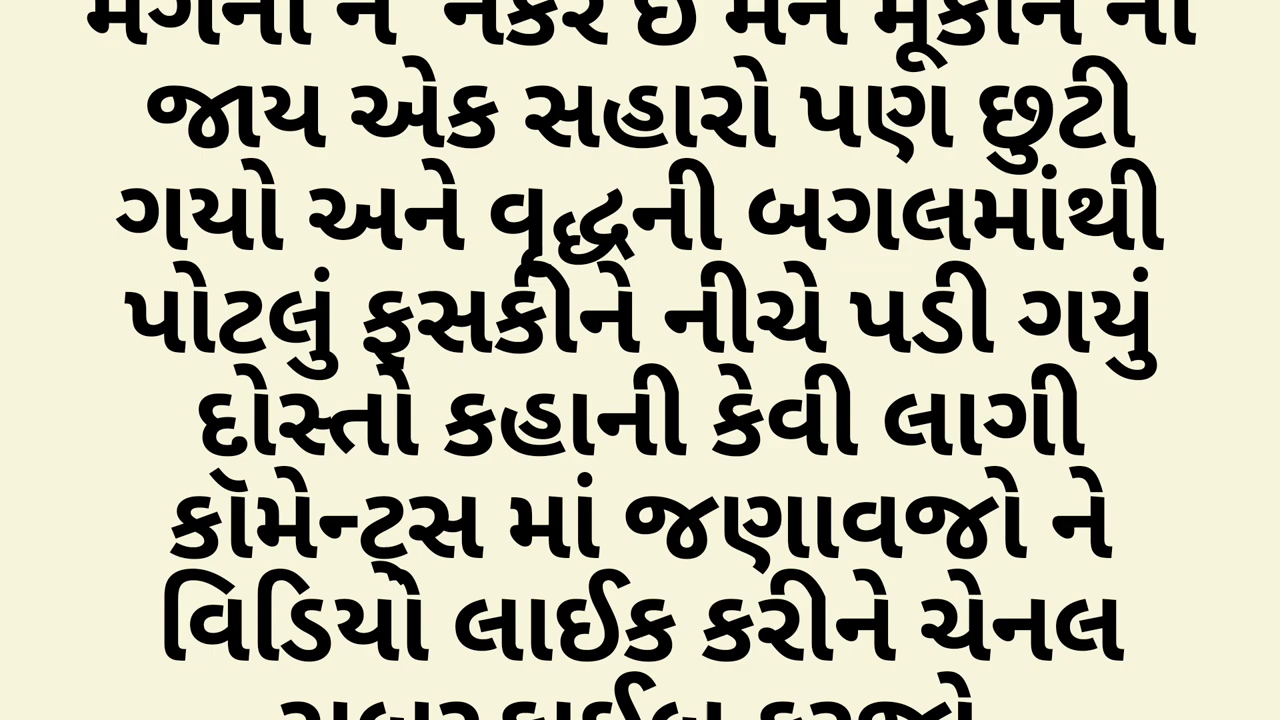 જાય એક સહારો પણ છુટી
ગયો અને વૃદ્ધની બગલમાંથી
પોટલું ફસકીને નીચે પડી ગયું
દોસ્તો કહાની કેવી લાગી
કૉમેન્ટ્સ માં જણાવજો ને
વિડિયો લાઈક કરીને ચેનલ